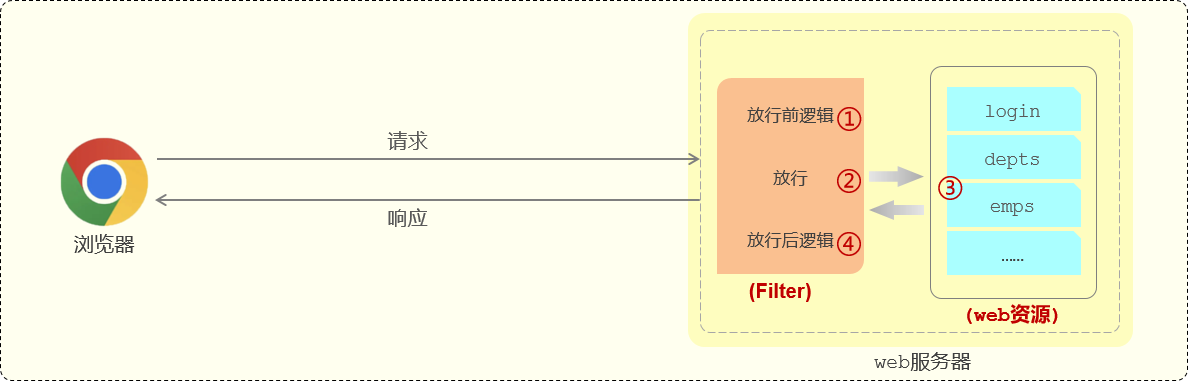 请求
响应
浏览器
放行前逻辑 ①
放行 ②
放行后逻辑 ④
(Filter)
③
login
depts
emps
……
(web资源)
web服务器